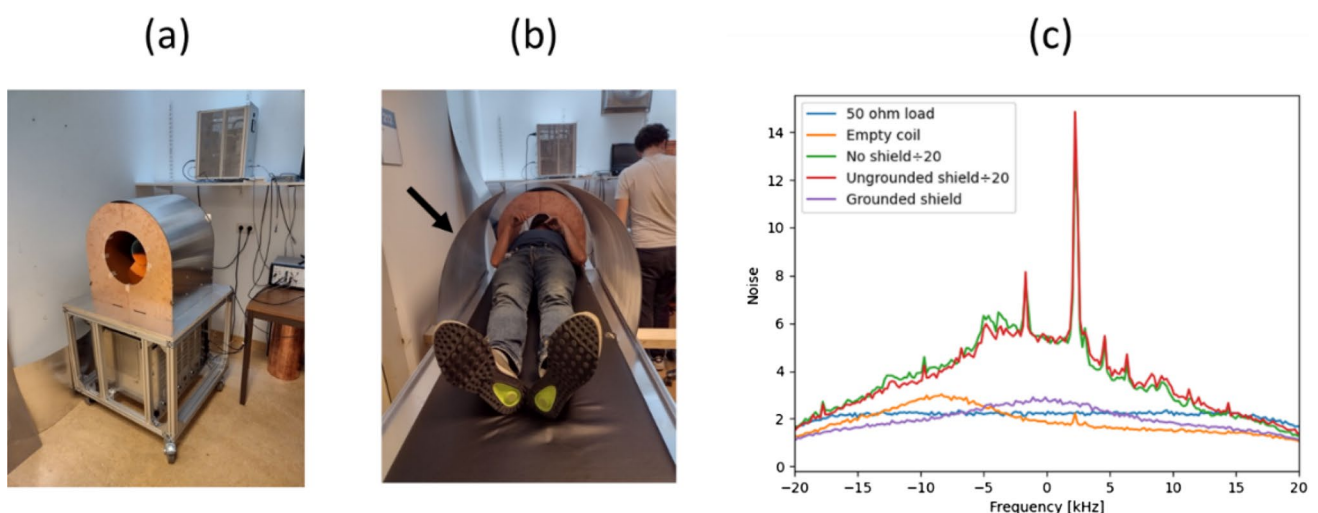 (a)
(b)
(c)
50 ohm load
Empty coil
No shield÷20
Ungrounded shield÷20
Grounded shield
14
12
10
8
6
4
2
0
Noise
−20
−15
−10
−5
0
5
10
15
20
Frequency [kHz]